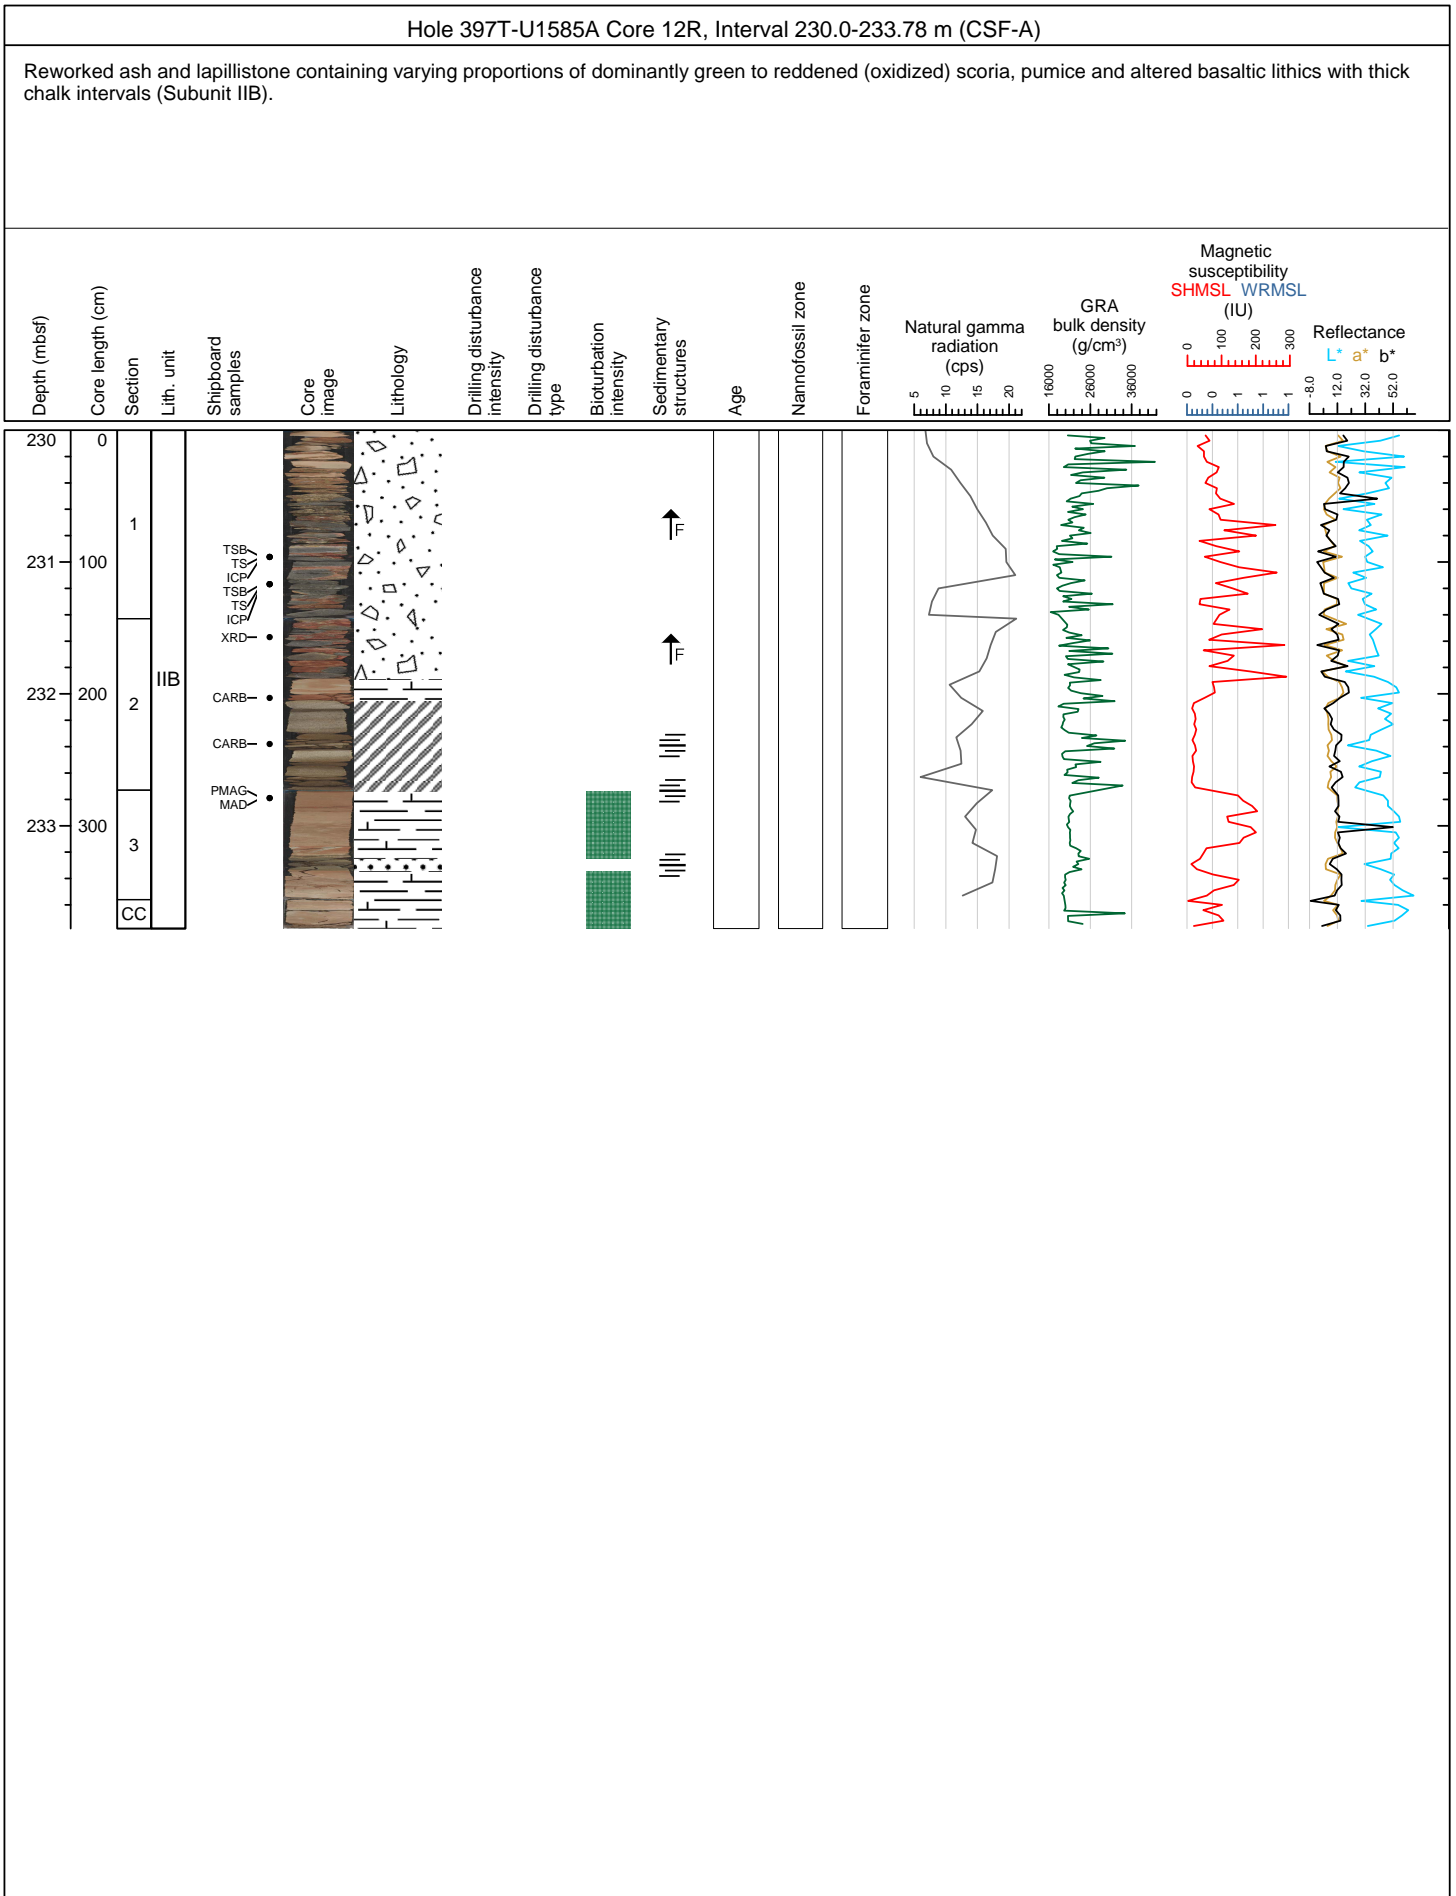 Hole 397T-U1585A Core 12R, Interval 230.0-233.78 m (CSF-A)
Reworked ash and lapillistone containing varying proportions of dominantly green to reddened (oxidized) scoria, pumice and altered basaltic lithics with thick
chalk intervals (Subunit IIB).
Depth (mbsf)
Core length (cm)
Section
Lith. unit
Shipboard
samples
Core
image
Lithology
Drilling disturbance
intensity
Drilling disturbance
type
Bioturbation
intensity
Sedimentary
structures
Age
Nannofossil zone
Foraminifer zone
Natural gamma
radiation
(cps)
5 10 15 20
GRA
bulk density
(g/cm³)
16000 26000 36000
Magnetic
susceptibility
SHMSL WRMSL
(IU)
0 100 200 300
0 0 1 1 1
Reflectance
L* a* b*
-8.0 12.0 32.0 52.0
230 0
1
F
TSB
231 100
TS
ICP
TSB
TS
ICP
XRD
F
IIB
232 200
CARB
2
CARB
PMAG
MAD
233 300
3
CC